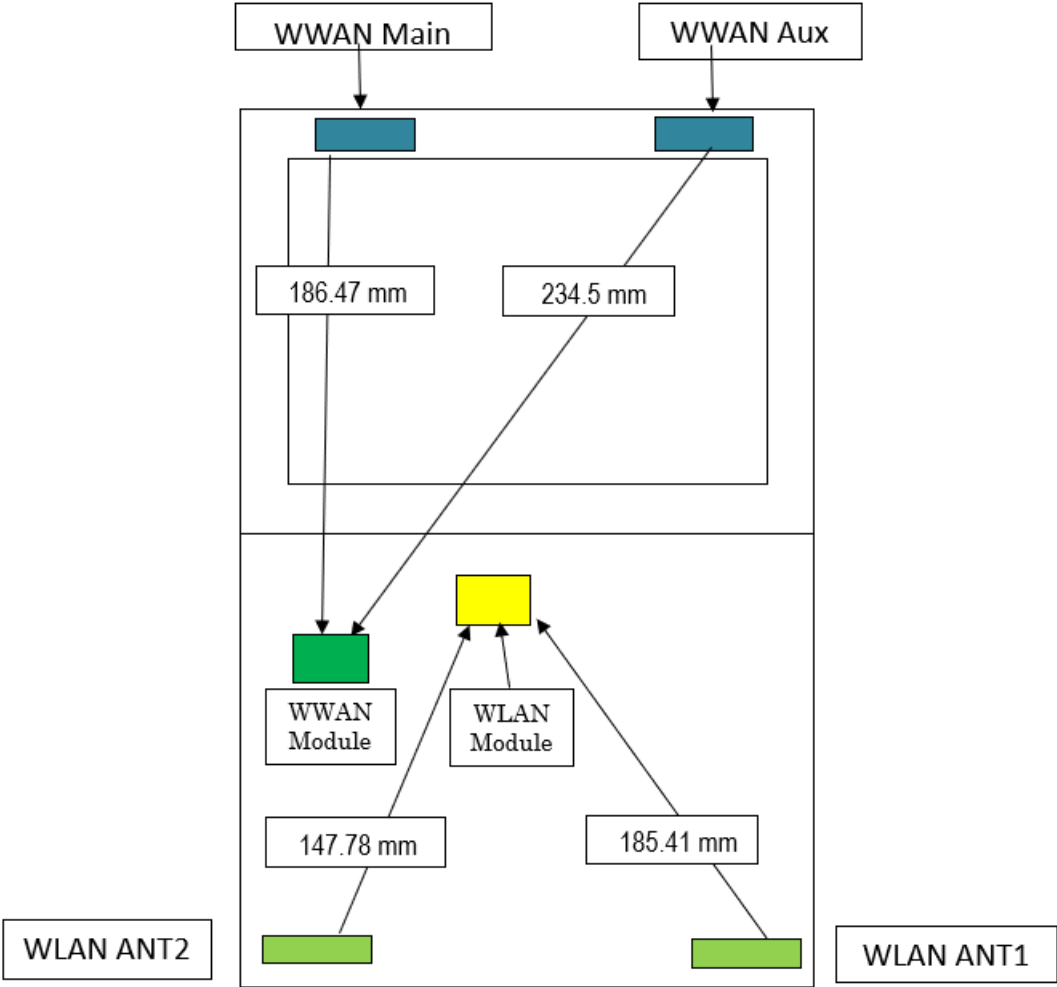 WWAN Main
WWAN Aux
186.47 mm
234.5 mm
WWAN
Module
WLAN
Module
147.78 mm
185.41 mm
WLAN ANT2
WLAN ANT1